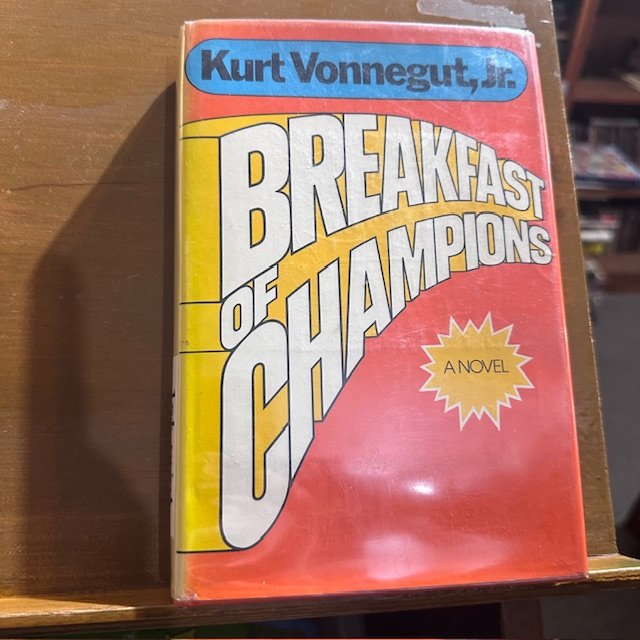 Kurt Vonnegut, Jr.
BREAKFAST
OF CHAMPIONS
A NOVEL